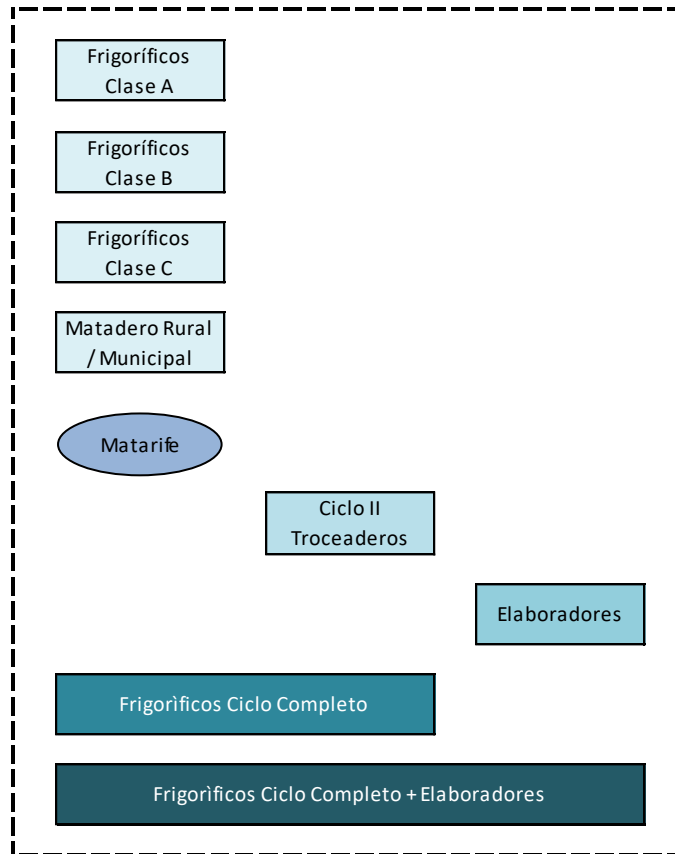 Frigoríficos
Clase A
Frigoríficos
Clase B
Frigoríficos
Clase C
Matadero Rural
/ Municipal
Matarife
Ciclo II
Troceaderos
Elaboradores
Frigorìficos Ciclo Completo
Frigorìficos Ciclo Completo + Elaboradores